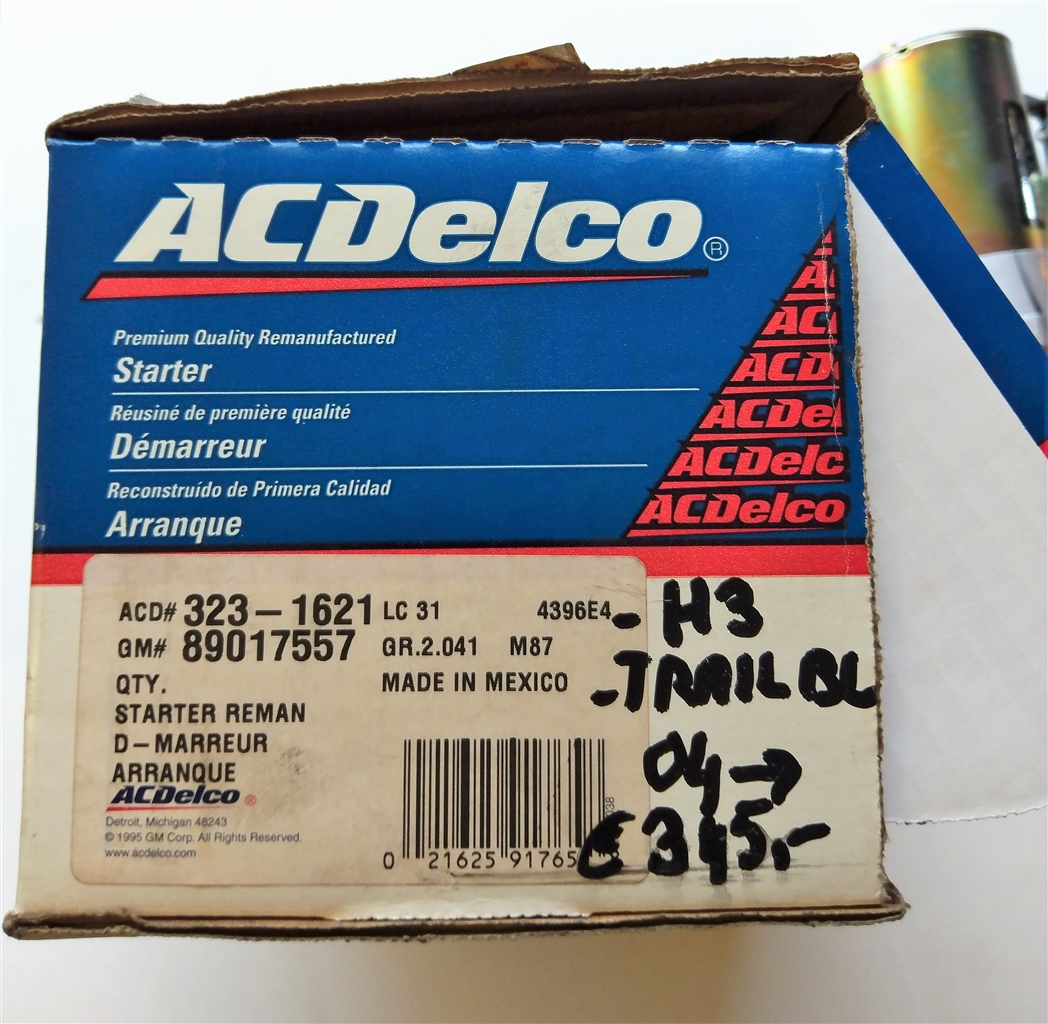 ACDelco®
Premium Quality Remanufactured
Starter
Réusiné de première qualité
Démarreur
Reconstruído de Primera Calidad
Arranque
AC
ACD
ACDel
ACDelc
ACDelco
ACD# 323-1621 LC 31 4396E4
GM# 89017557 GR.2.041 M87
QTY. MADE IN MEXICO
STARTER REMAN
D-MARREUR
ARRANQUE
ACDelco®
Detroit, Michigan 48243
© 1995 GM Corp. All Rights Reserved.
www.acdelco.com
0 21625 91765
- H3
- TRAILBL
04→
€345,-